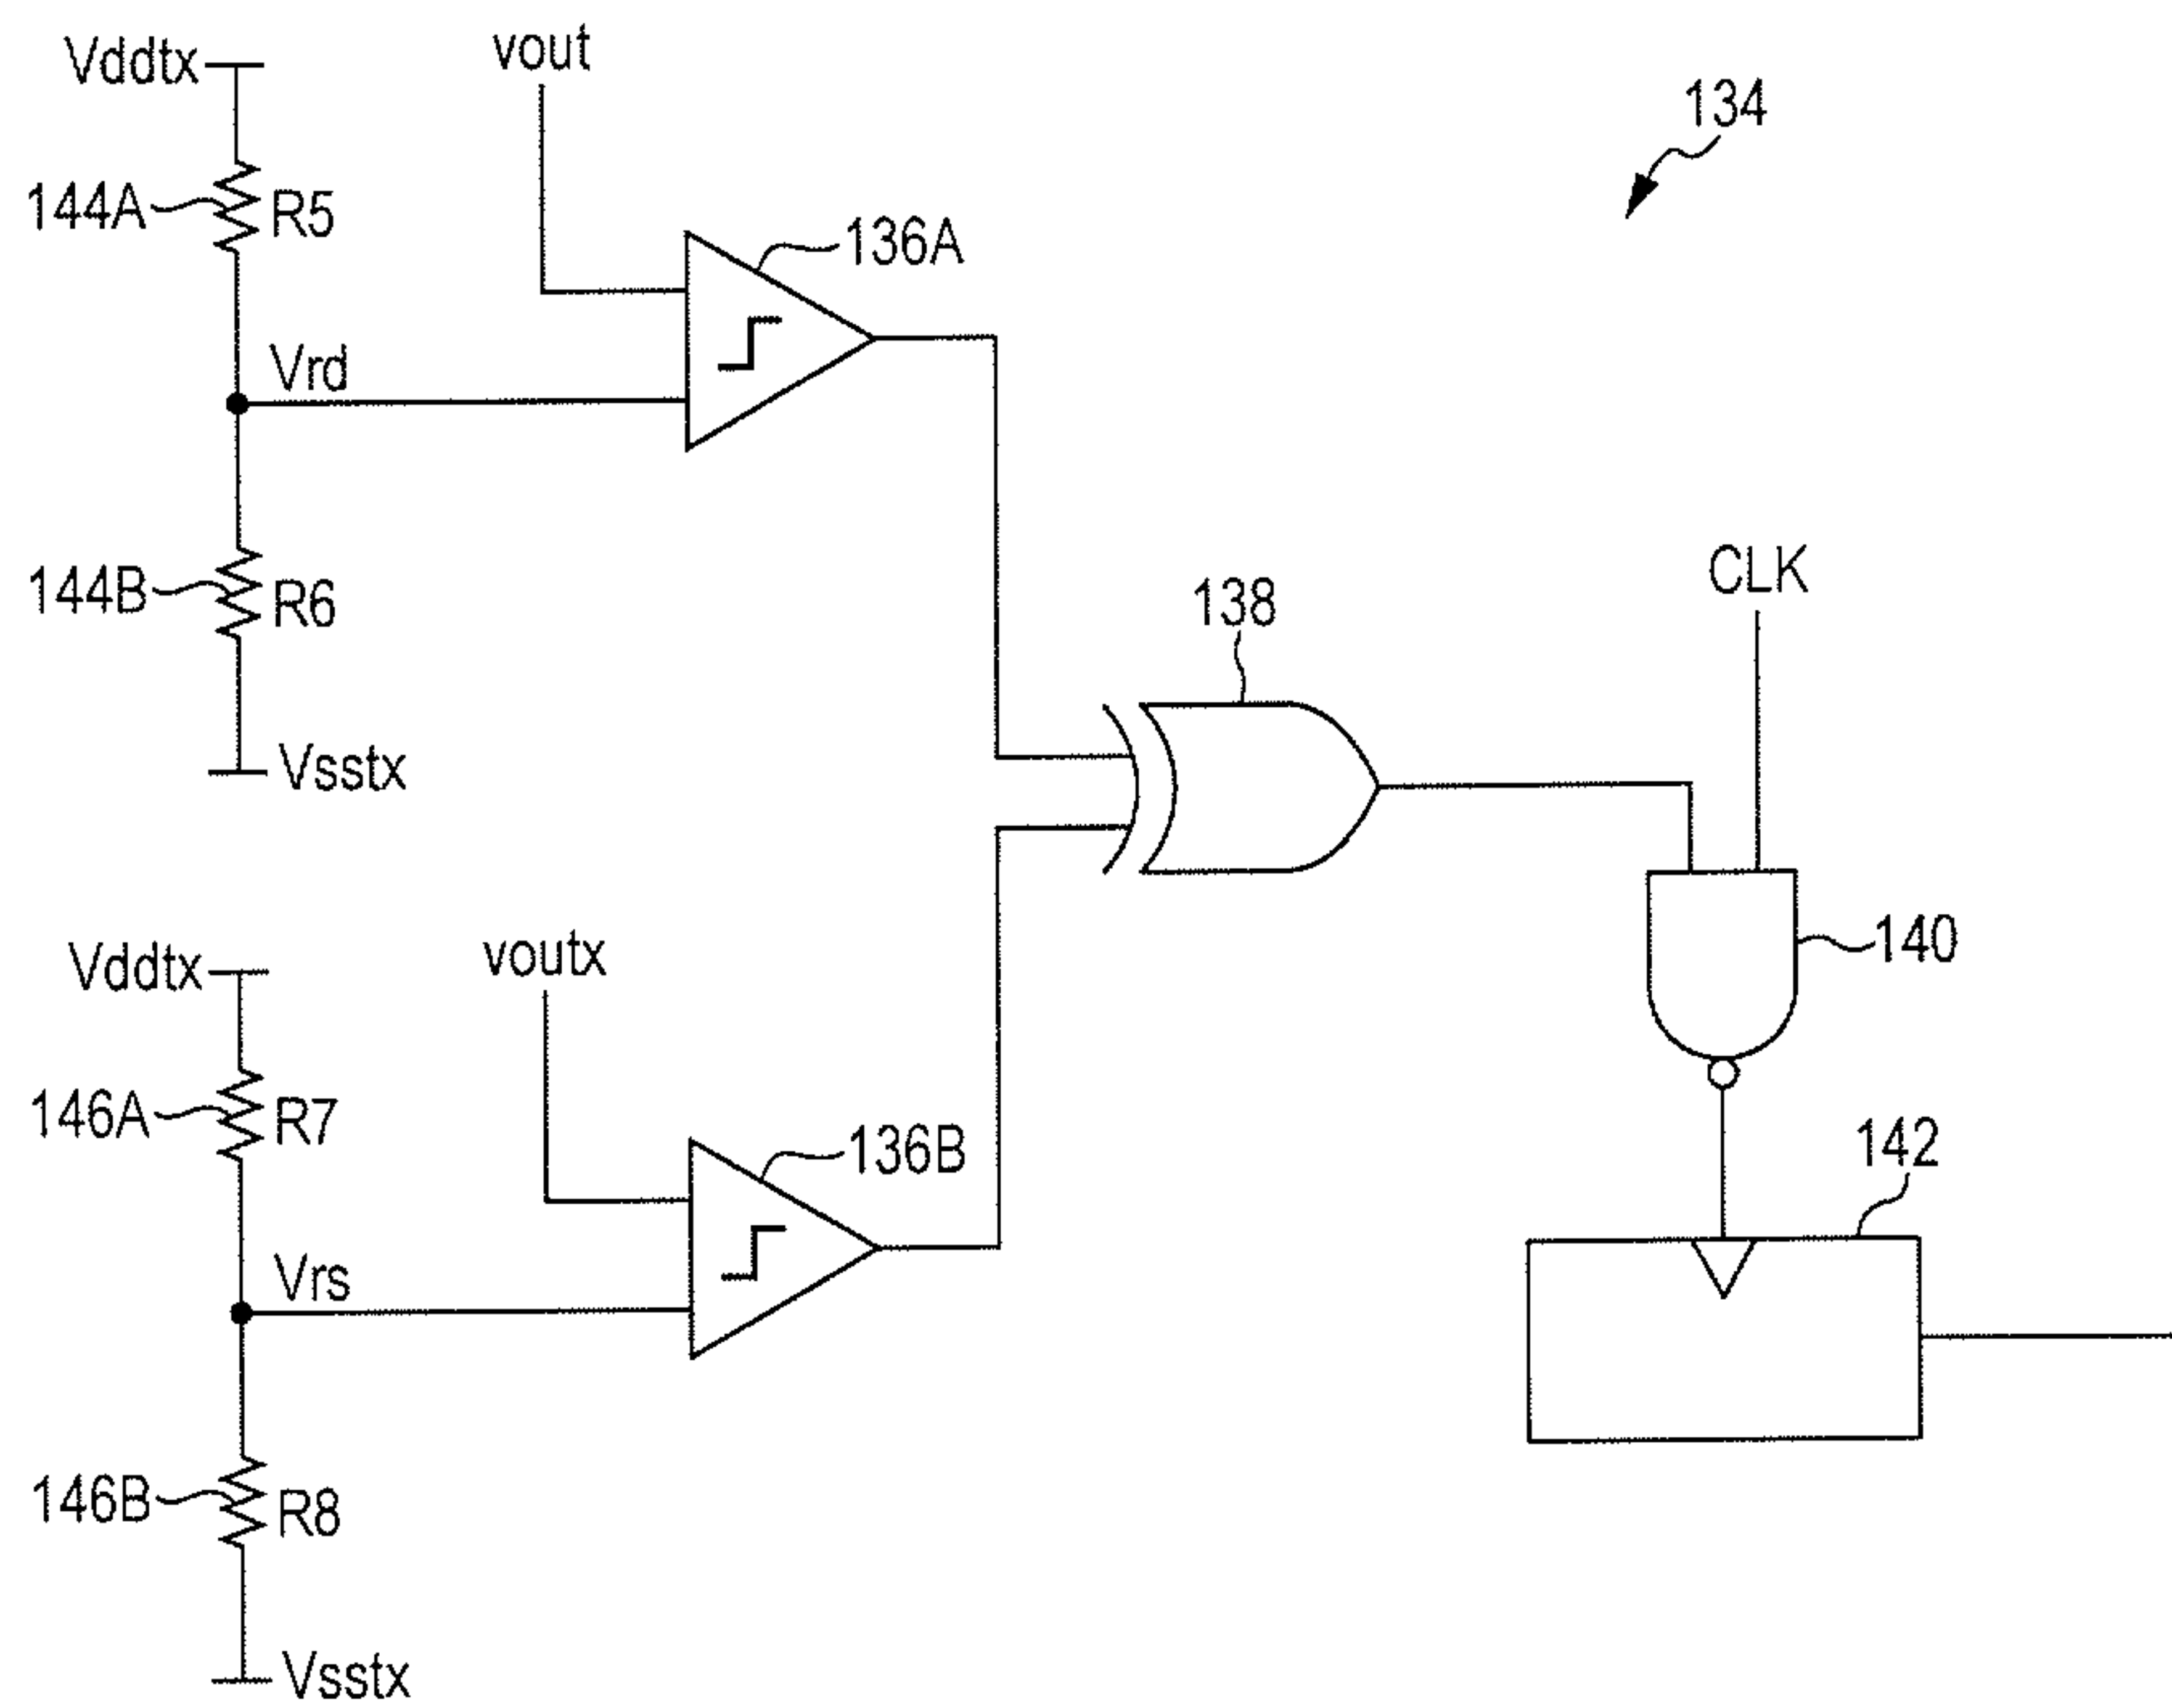 Vddtx
vout
134
144A
R5
136A
Vrd
144B
R6
CLK
138
Vsstx
140
Vddtx
voutx
146A
R7
136B
142
Vrs
146B
R8
Vsstx